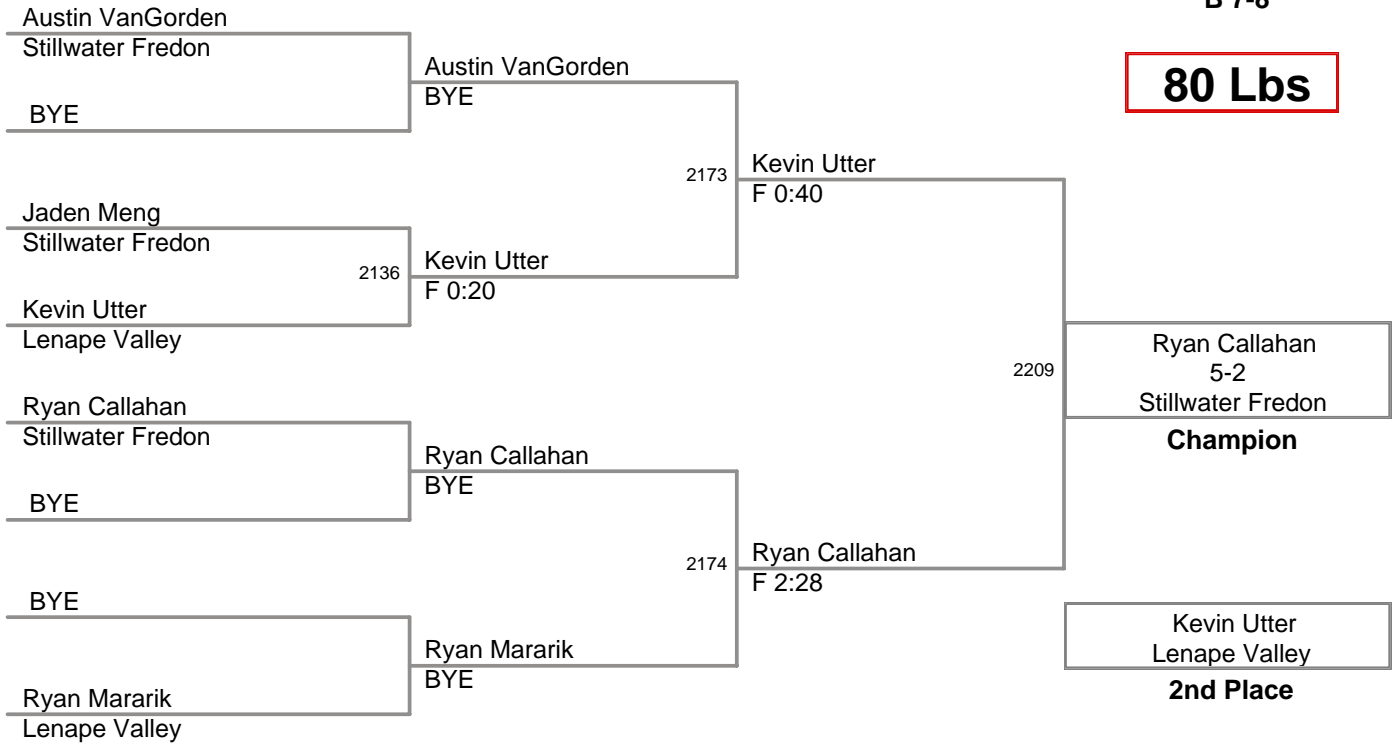 B 7-8
80 Lbs
Austin VanGorden
Stillwater Fredon
BYE
Jaden Meng
Stillwater Fredon
2136
Kevin Utter
Lenape Valley
Ryan Callahan
Stillwater Fredon
BYE
BYE
Ryan Mararik
Lenape Valley
Austin VanGorden
BYE
2173
Kevin Utter
F 0:20
Ryan Callahan
BYE
2174
Ryan Mararik
BYE
Kevin Utter
F 0:40
2209
Ryan Callahan
F 2:28
Ryan Callahan
5-2
Stillwater Fredon
Champion
Kevin Utter
Lenape Valley
2nd Place